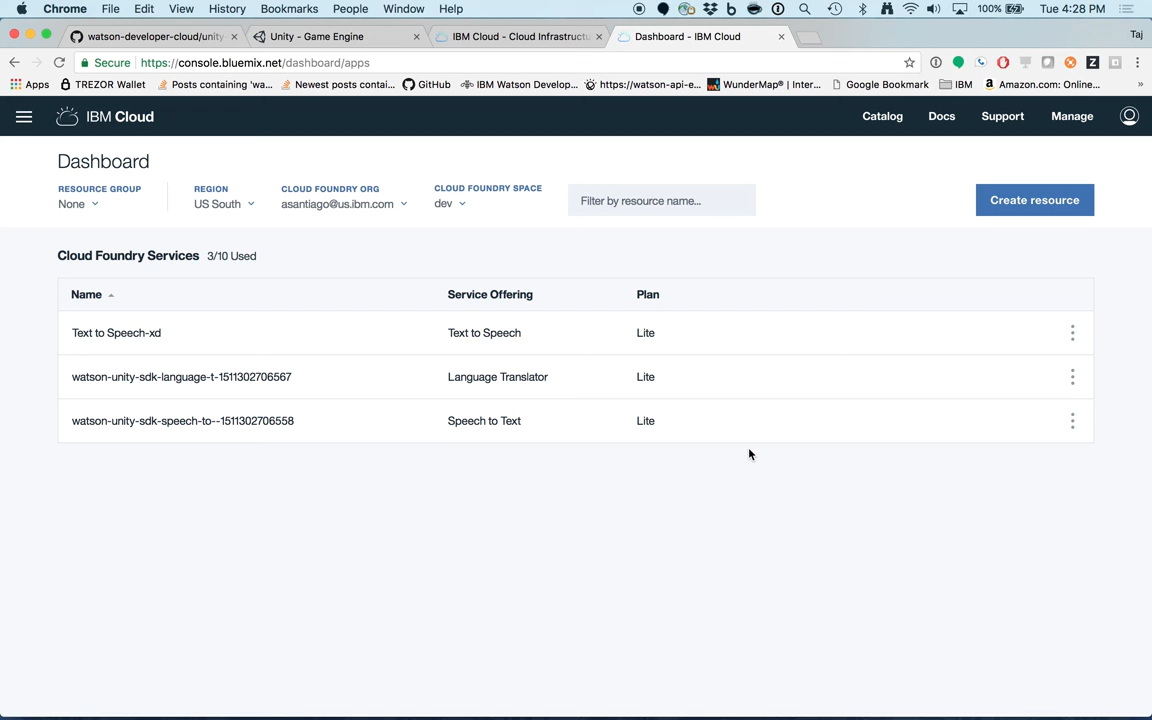 Chrome File Edit View History Bookmarks People Window Help 100% Tue 4:28 PM
watson-developer-cloud/unity Unity - Game Engine IBM Cloud - Cloud Infrastructu Dashboard - IBM Cloud Taj
Secure https://console.bluemix.net/dashboard/apps
Apps TREZOR Wallet Posts containing 'wa... Newest posts contai... GitHub IBM Watson Develop... https://watson-api-e... WunderMap® | Inter... Google Bookmark IBM Amazon.com: Online... »
IBM Cloud Catalog Docs Support Manage
Dashboard
RESOURCE GROUP REGION CLOUD FOUNDRY ORG CLOUD FOUNDRY SPACE
None US South asantiago@us.ibm.com dev Filter by resource name... Create resource
Cloud Foundry Services 3/10 Used
Name Service Offering Plan
Text to Speech-xd Text to Speech Lite
watson-unity-sdk-language-t-1511302706567 Language Translator Lite
watson-unity-sdk-speech-to--1511302706558 Speech to Text Lite